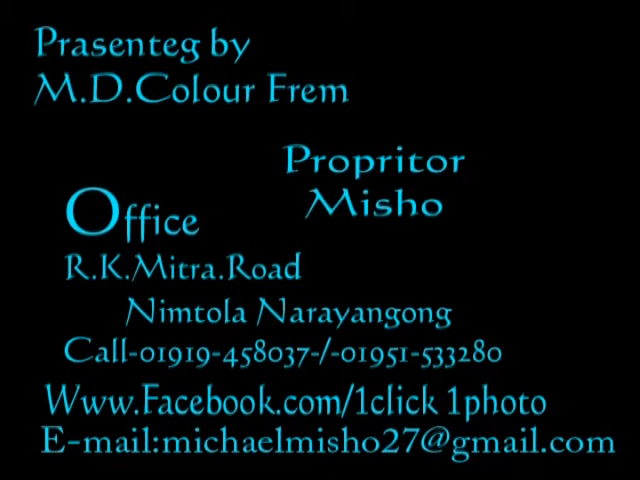 Prasenteg by
M.D.Colour Frem
Propritor
Misho
Office
R.K.Mitra.Road
Nimtola Narayangong
Call-01919-458037-/-01951-533280
Www.Facebook.com/1click 1photo
E-mail:michaelmisho27@gmail.com